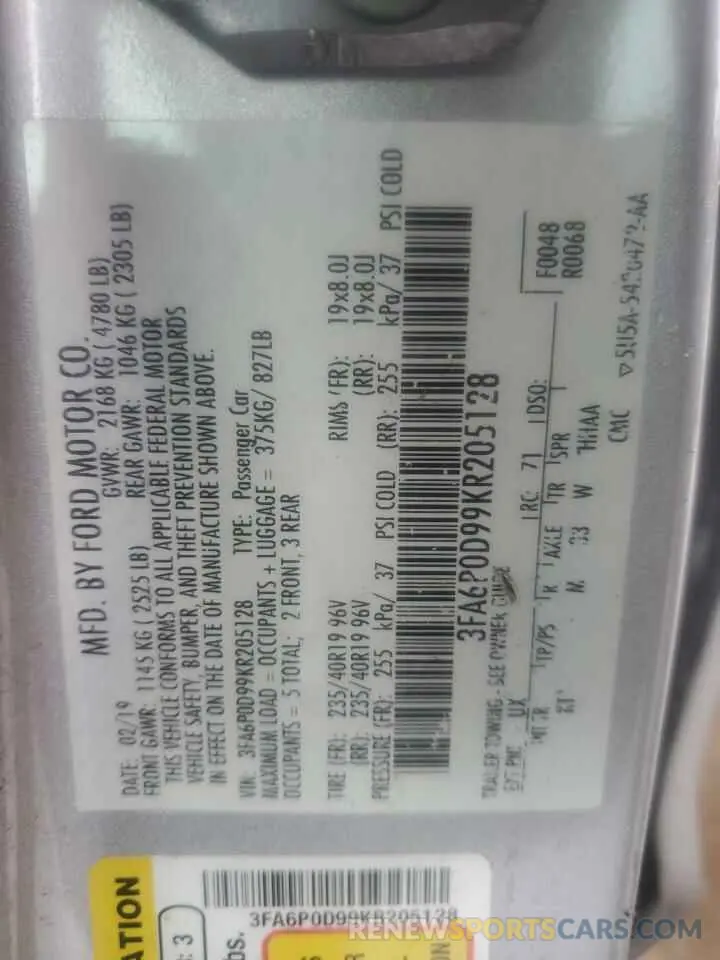 MFD. BY FORD MOTOR CO.
DATE: 02/19 GVWR: 2168 KG ( 4780 LB)
FRONT GAWR: 1145 KG ( 2525 LB) REAR GAWR: 1046 KG ( 2305 LB)
THIS VEHICLE CONFORMS TO ALL APPLICABLE FEDERAL MOTOR
VEHICLE SAFETY, BUMPER, AND THEFT PREVENTION STANDARDS
IN EFFECT ON THE DATE OF MANUFACTURE SHOWN ABOVE.
VIN: 3FA6P0D99KR205128 TYPE: Passenger Car
MAXIMUM LOAD = OCCUPANTS + LUGGAGE = 375KG/ 827LB
OCCUPANTS = 5 TOTAL; 2 FRONT, 3 REAR
TIRE (FR): 235/40R19 96V RIMS (FR): 19x8.0J
(RR): 235/40R19 96V (RR): 19x8.0J
PRESSURE (FR): 255 kPa/ 37 PSI COLD (RR): 255 kPa/ 37 PSI COLD
3FA6P0D99KR205128
TRAILER TOWING - SEE OWNER GUIDE
F0048
EXT PNT: UX RC: 71 DSO: R0068
INT TR TP/PS R AXLE TR SPR
M 33 W
CMC
3FA6P0D99KR205128
ATION
: 3
bs.
RENEWSPORTSCARS.COM